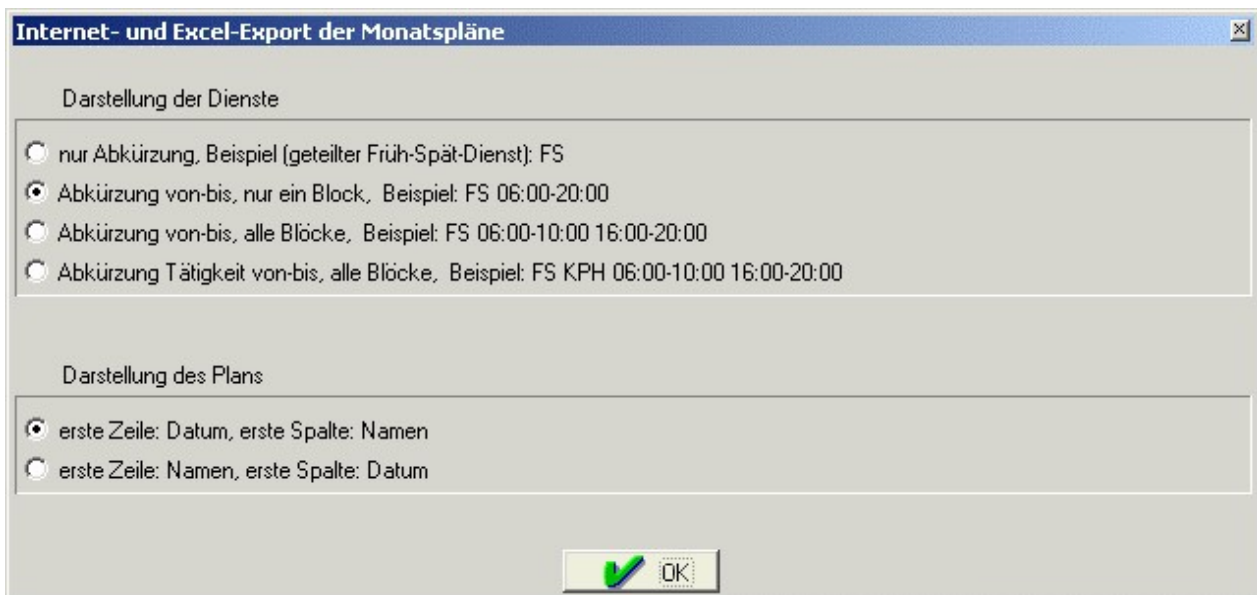 Internet- und Excel-Export der Monatspläne
Darstellung der Dienste
nur Abkürzung, Beispiel (geteilter Früh-Spät-Dienst): FS
Abkürzung von-bis, nur ein Block,  Beispiel: FS 06:00-20:00
Abkürzung von-bis, alle Blöcke,  Beispiel: FS 06:00-10:00 16:00-20:00
Abkürzung Tätigkeit von-bis, alle Blöcke,  Beispiel: FS KPH 06:00-10:00 16:00-20:00
Darstellung des Plans
erste Zeile: Datum, erste Spalte: Namen
erste Zeile: Namen, erste Spalte: Datum
OK